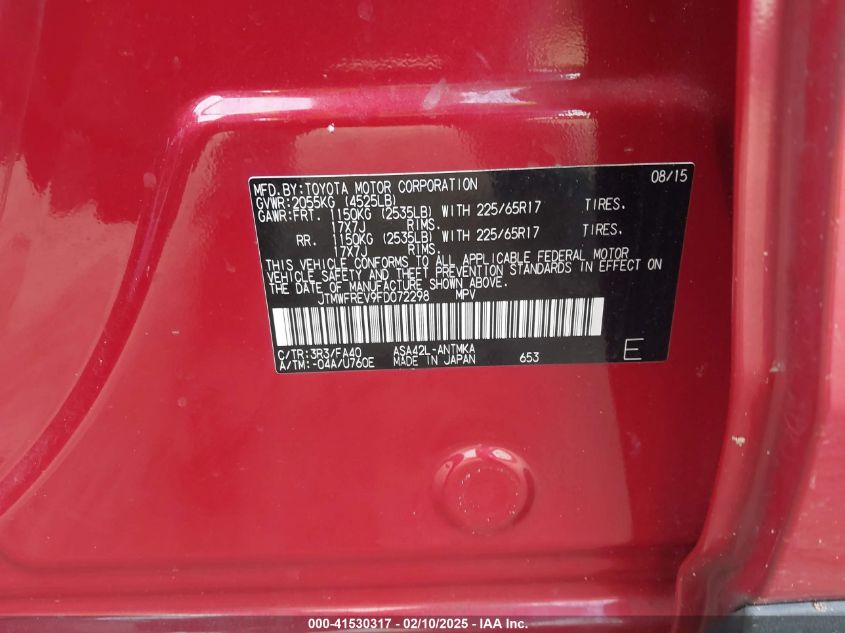 MFD.BY:TOYOTA MOTOR CORPORATION 08/15
GVWR:2055KG (4525LB)
GAWR:FRT. 1150KG (2535LB) WITH 225/65R17 TIRES.
17X7J RIMS.
RR. 1150KG (2535LB) WITH 225/65R17 TIRES.
17X7J RIMS.
THIS VEHICLE CONFORMS TO ALL APPLICABLE FEDERAL MOTOR
VEHICLE SAFETY AND THEFT PREVENTION STANDARDS IN EFFECT ON
THE DATE OF MANUFACTURE SHOWN ABOVE.
JTMWFREV9FD072298 MPV
C/TR:3R3/FA40 ASA42L-ANTMKA
A/TM:-04A/U760E MADE IN JAPAN 653 E
000-41530317 - 02/10/2025 - IAA Inc.